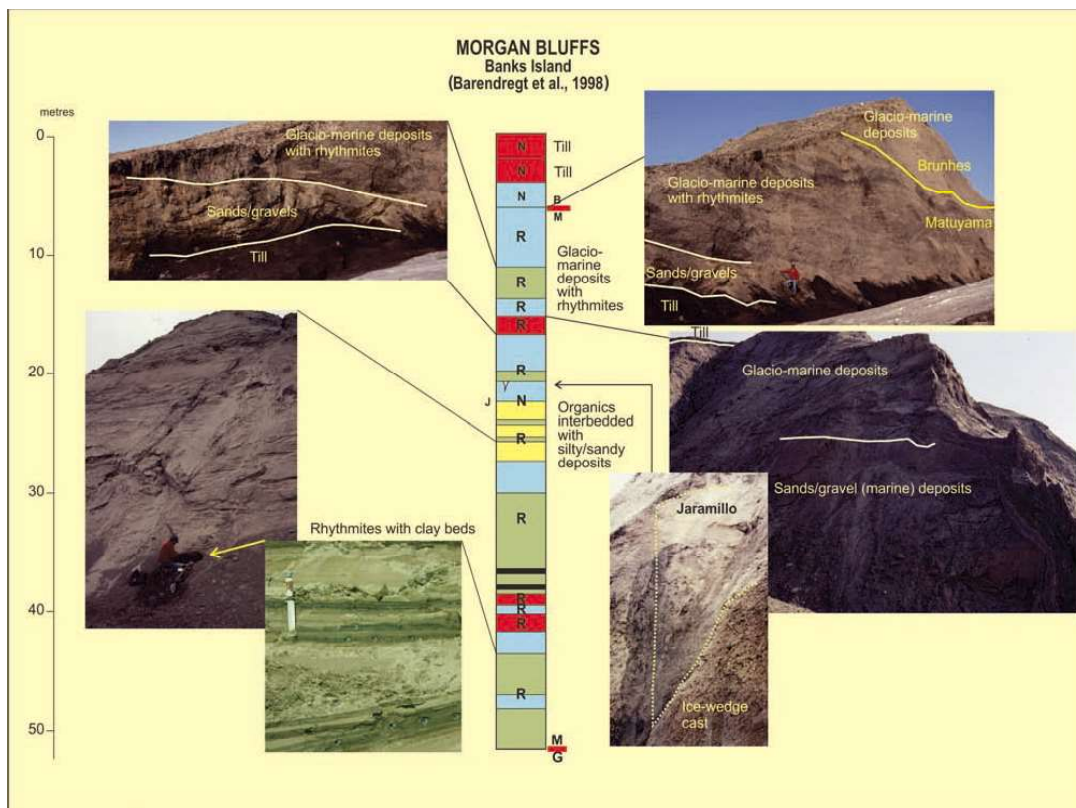 MORGAN BLUFFS
Banks Island
(Barendregt et al., 1998)
metres
0
10
20
30
40
50
Glacio-marine deposits
with rhythmites
Sands/gravels
Till
N
N
N
R
R
R
R
R
N
R
R
R
R
R
R
Till
Till
B
M
Glacio-
marine
deposits
with
rhythmites
J
Organics
interbedded
with
silty/sandy
deposits
M
G
Glacio-marine
deposits
Brunhes
Matuyama
Glacio-marine deposits
with rhythmites
Sands/gravels
Till
Till
Glacio-marine deposits
Sands/gravel (marine) deposits
Jaramillo
Ice-wedge
cast
Rhythmites with clay beds